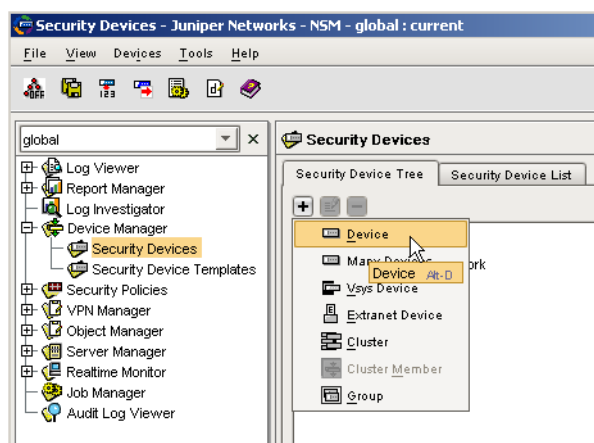 Security Devices - Juniper Networks - NSM - global : current
File View Devices Tools Help
OFF 123
global
Log Viewer
Report Manager
Log Investigator
Device Manager
Security Devices
Security Device Templates
Security Policies
VPN Manager
Object Manager
Server Manager
Realtime Monitor
Job Manager
Audit Log Viewer
Security Devices
Security Device Tree Security Device List
Device
Many Devices
Device Alt-D
Vsys Device
Extranet Device
Cluster
Cluster Member
Group